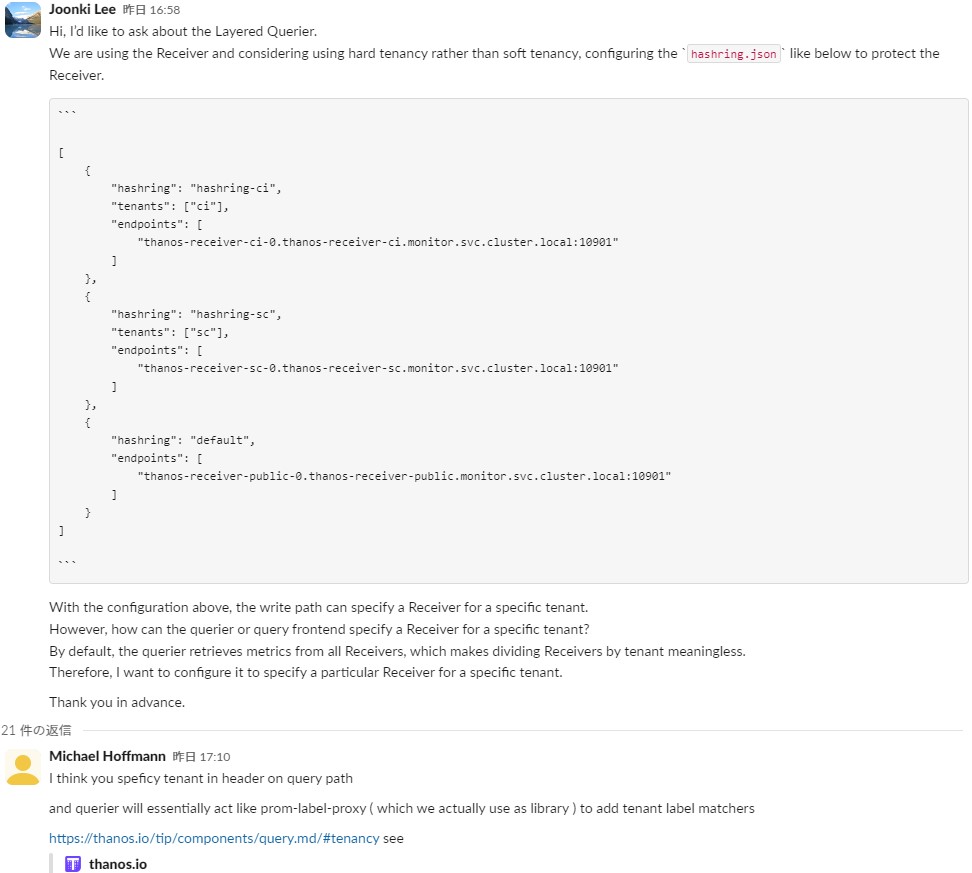 Joonki Lee 昨日 16:58
Hi, I'd like to ask about the Layered Querier.
We are using the Receiver and considering using hard tenancy rather than soft tenancy, configuring the `hashring.json` like below to protect the
Receiver.
```
[
    {
        "hashring": "hashring-ci",
        "tenants": ["ci"],
        "endpoints": [
            "thanos-receiver-ci-0.thanos-receiver-ci.monitor.svc.cluster.local:10901"
        ]
    },
    {
        "hashring": "hashring-sc",
        "tenants": ["sc"],
        "endpoints": [
            "thanos-receiver-sc-0.thanos-receiver-sc.monitor.svc.cluster.local:10901"
        ]
    },
    {
        "hashring": "default",
        "endpoints": [
            "thanos-receiver-public-0.thanos-receiver-public.monitor.svc.cluster.local:10901"
        ]
    }
]
```
With the configuration above, the write path can specify a Receiver for a specific tenant.
However, how can the querier or query frontend specify a Receiver for a specific tenant?
By default, the querier retrieves metrics from all Receivers, which makes dividing Receivers by tenant meaningless.
Therefore, I want to configure it to specify a particular Receiver for a specific tenant.
Thank you in advance.
21 件の返信
Michael Hoffmann 昨日 17:10
I think you speficy tenant in header on query path
and querier will essentially act like prom-label-proxy ( which we actually use as library ) to add tenant label matchers
https://thanos.io/tip/components/query.md/#tenancy see
thanos.io